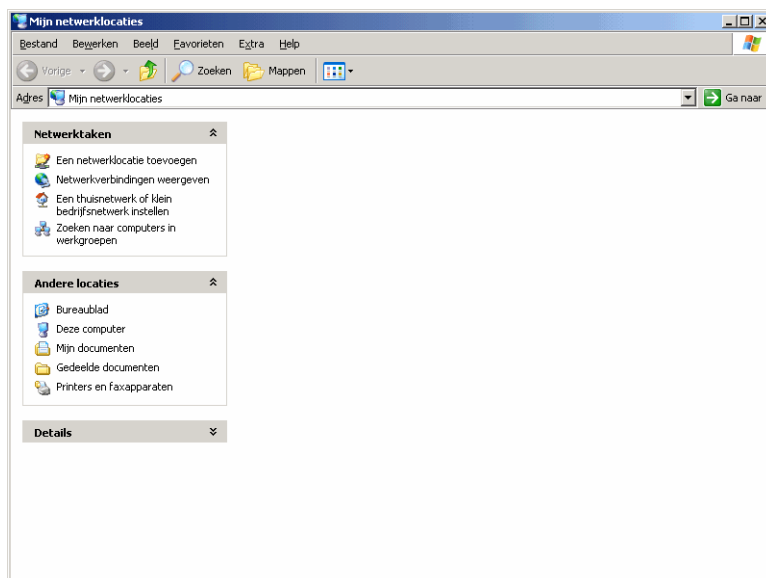 Mijn netwerklocaties
Bestand Bewerken Beeld Favorieten Extra Help
Vorige Zoeken Mappen
Adres Mijn netwerklocaties Ga naar
Netwerktaken
Een netwerklocatie toevoegen
Netwerkverbindingen weergeven
Een thuisnetwerk of klein
bedrijfsnetwerk instellen
Zoeken naar computers in
werkgroepen
Andere locaties
Bureaublad
Deze computer
Mijn documenten
Gedeelde documenten
Printers en faxapparaten
Details